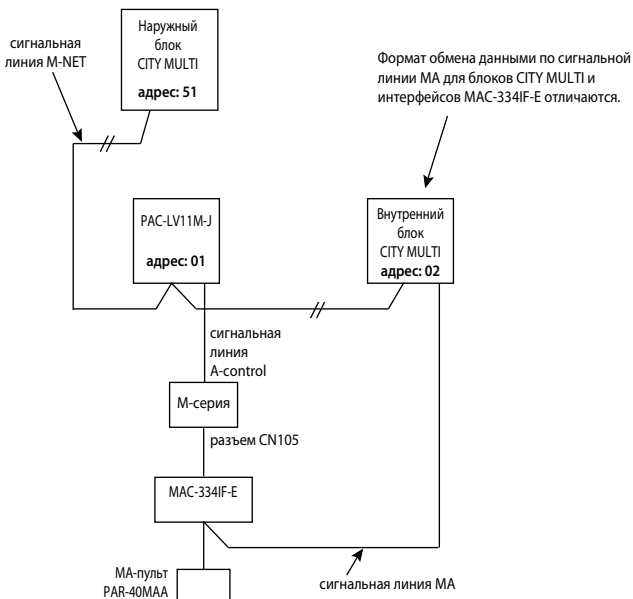 Наружный
блок
CITY MULTI
адрес: 51
сигнальная
линия M-NET
Формат обмена данными по сигнальной
линии MA для блоков CITY MULTI и
интерфейсов MAC-334IF-E отличаются.
PAC-LV11M-J
адрес: 01
Внутренний
блок
CITY MULTI
адрес: 02
сигнальная
линия
A-control
М-серия
разъем CN105
MAC-334IF-E
MA-пульт
PAR-40MAA
сигнальная линия MA